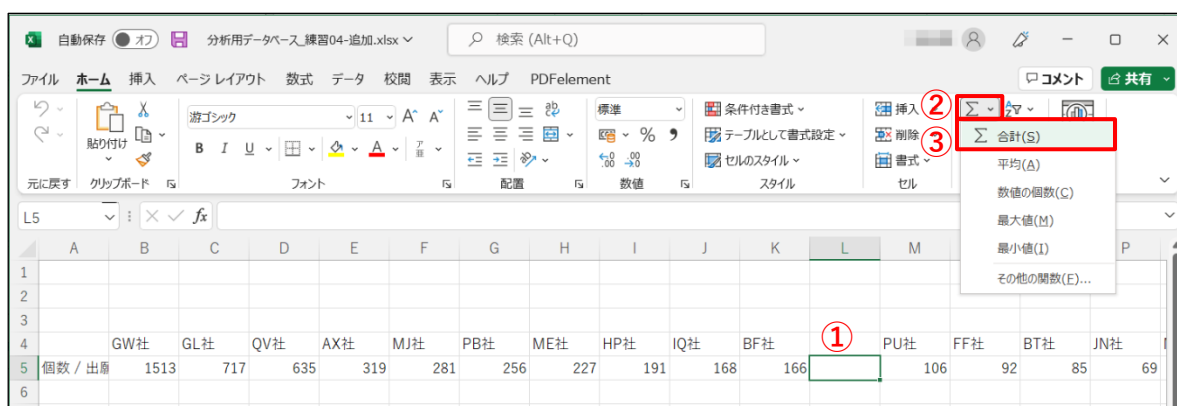 自動保存 オフ 分析用データベース_練習04-追加.xlsx 検索 (Alt+Q)
ファイル ホーム 挿入 ページ レイアウト 数式 データ 校閲 表示 ヘルプ PDFelement コメント 共有
游ゴシック 11 A^ A˅ 標準 条件付き書式 挿入 ②
貼り付け B I U A ア亜 % 9 テーブルとして書式設定 削除 ③ Σ 合計(S)
セルのスタイル 書式 平均(A)
元に戻す クリップボード フォント 配置 数値 スタイル セル 数値の個数(C)
L5 fx 最大値(M)
A B C D E F G H I J K L M P 最小値(I)
1 その他の関数(F)...
2
3
4 GW社 GL社 QV社 AX社 MJ社 PB社 ME社 HP社 IQ社 BF社 ① PU社 FF社 BT社 JN社
5 個数 / 出願 1513 717 635 319 281 256 227 191 168 166 106 92 85 69
6